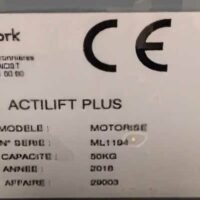 ork
CE
ACTILIFT PLUS
MODELE : MOTORISE
N° SERIE : ML1194
CAPACITE : 50KG
ANNEE : 2016
AFFAIRE : 29003